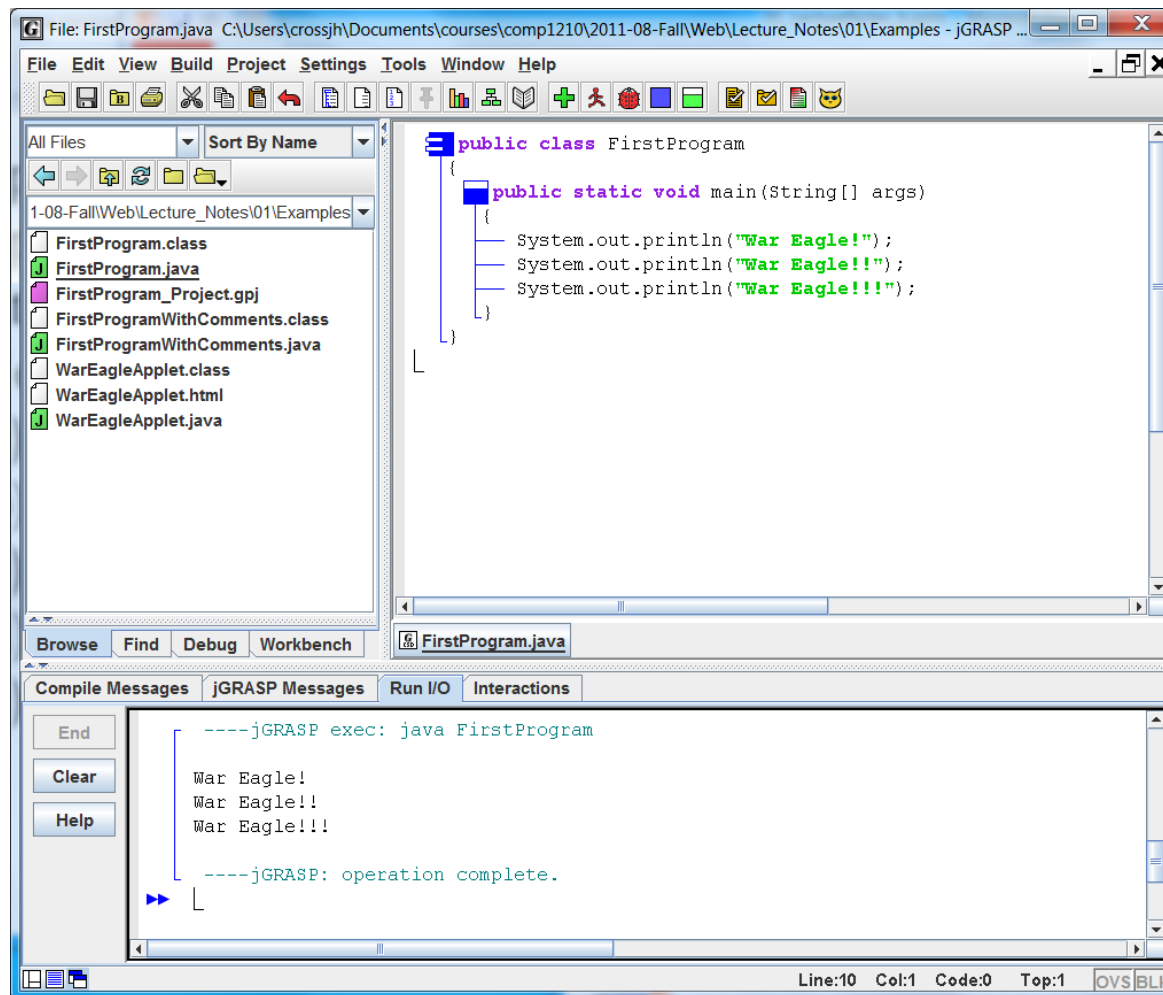 File: FirstProgram.java C:\Users\crossjh\Documents\courses\comp1210\2011-08-Fall\Web\Lecture_Notes\01\Examples - jGRASP ...
File Edit View Build Project Settings Tools Window Help
All Files Sort By Name
1-08-Fall\Web\Lecture_Notes\01\Examples
FirstProgram.class
FirstProgram.java
FirstProgram_Project.gpj
FirstProgramWithComments.class
FirstProgramWithComments.java
WarEagleApplet.class
WarEagleApplet.html
WarEagleApplet.java
Browse Find Debug Workbench
public class FirstProgram
{
public static void main(String[] args)
{
System.out.println("War Eagle!");
System.out.println("War Eagle!!");
System.out.println("War Eagle!!!");
}
}
FirstProgram.java
Compile Messages jGRASP Messages Run I/O Interactions
End
Clear
Help
----jGRASP exec: java FirstProgram
War Eagle!
War Eagle!!
War Eagle!!!
----jGRASP: operation complete.
Line:10 Col:1 Code:0 Top:1 OVS BLK